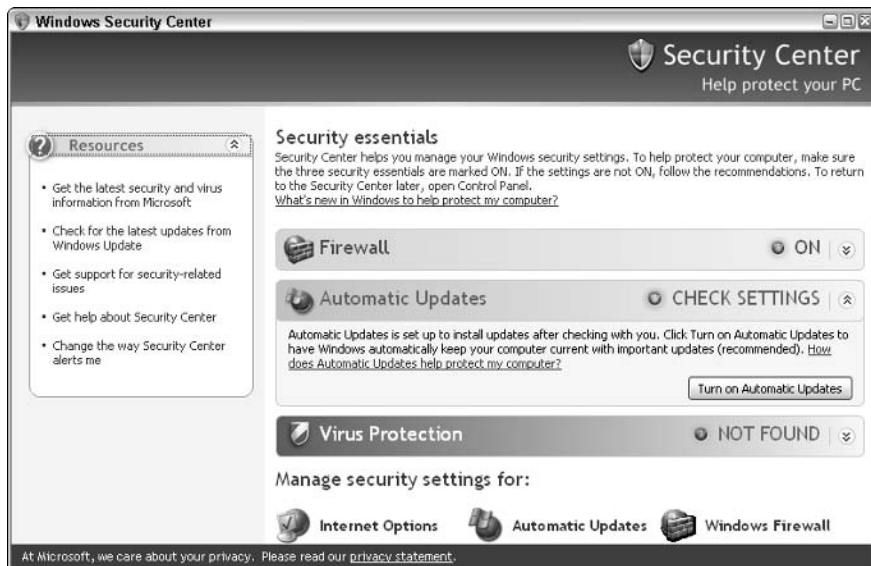 Windows Security Center
Security Center
Help protect your PC
Resources
• Get the latest security and virus
information from Microsoft
• Check for the latest updates from
Windows Update
• Get support for security-related
issues
• Get help about Security Center
• Change the way Security Center
alerts me
Security essentials
Security Center helps you manage your Windows security settings. To help protect your computer, make sure
the three security essentials are marked ON. If the settings are not ON, follow the recommendations. To return
to the Security Center later, open Control Panel.
What's new in Windows to help protect my computer?
Firewall ON
Automatic Updates CHECK SETTINGS
Automatic Updates is set up to install updates after checking with you. Click Turn on Automatic Updates to
have Windows automatically keep your computer current with important updates (recommended). How
does Automatic Updates help protect my computer?
Turn on Automatic Updates
Virus Protection NOT FOUND
Manage security settings for:
Internet Options Automatic Updates Windows Firewall
At Microsoft, we care about your privacy. Please read our privacy statement.